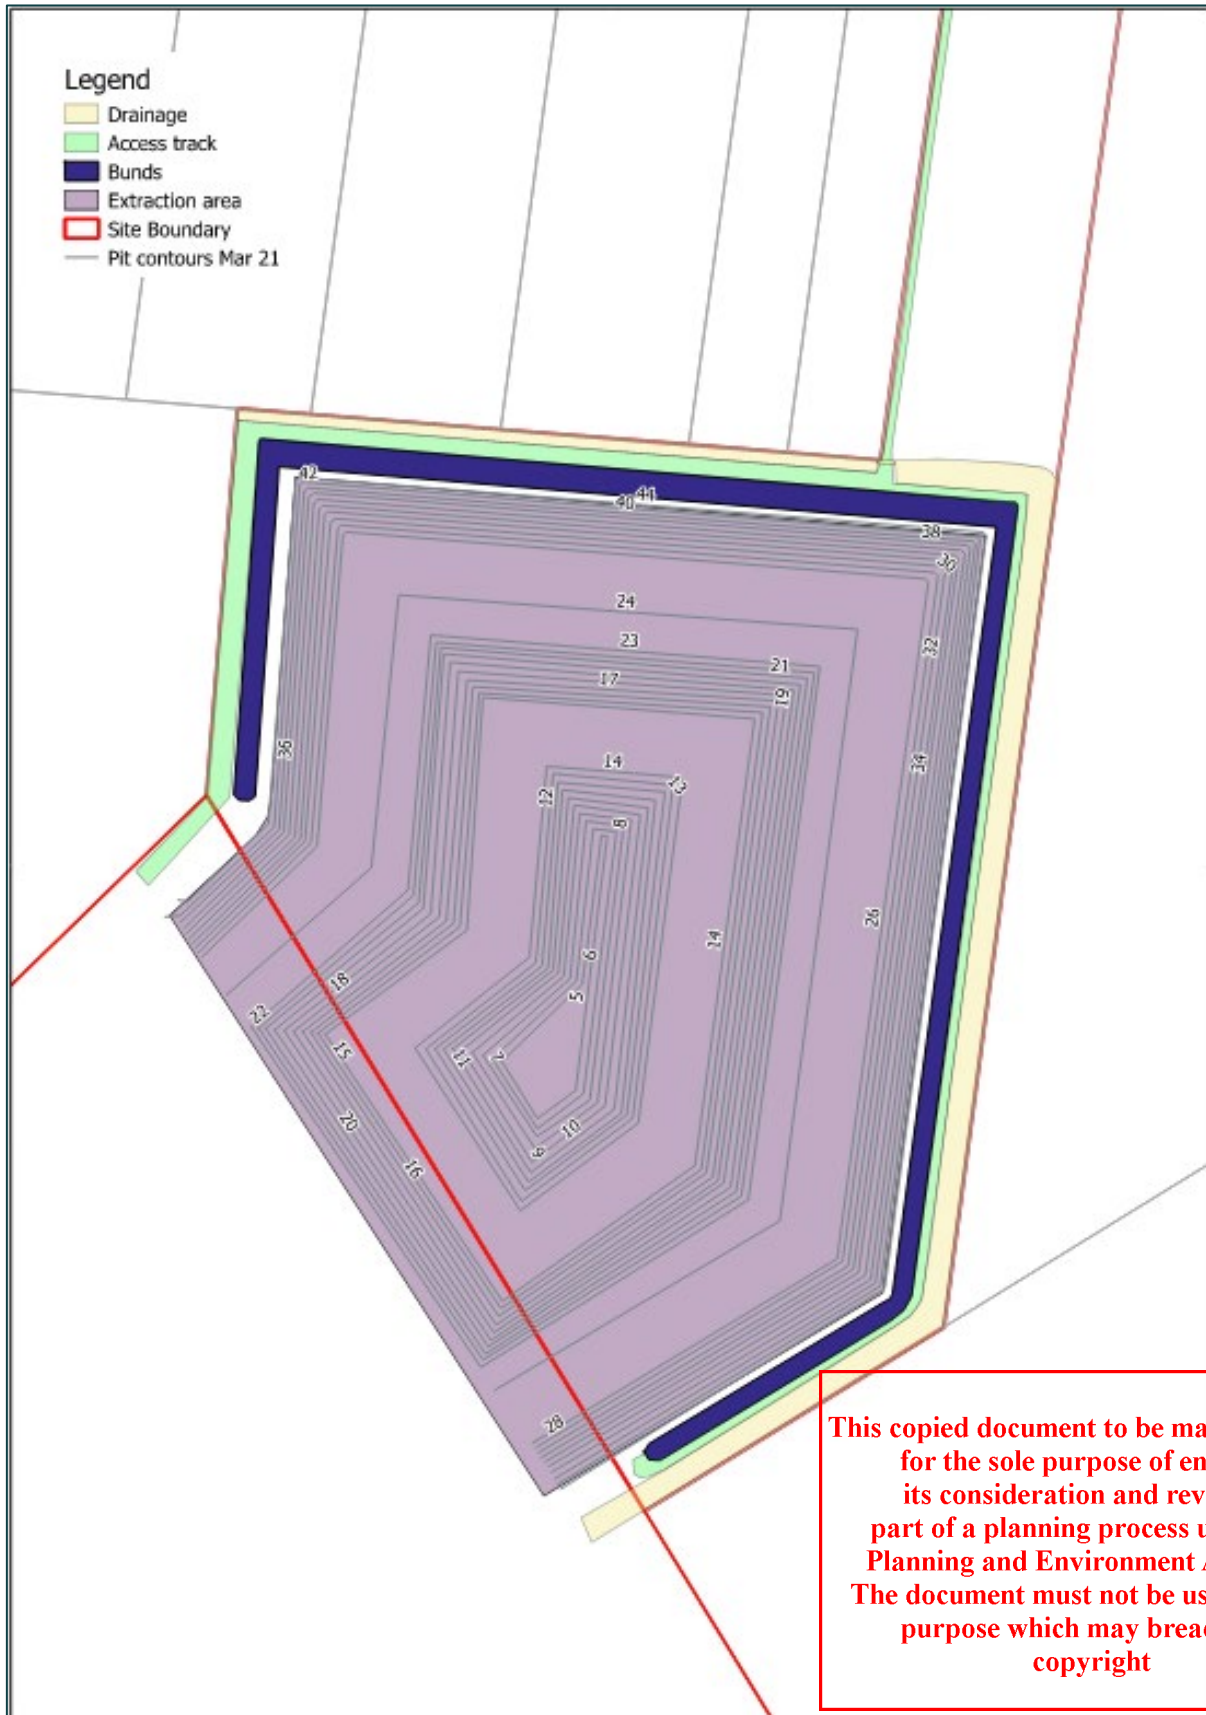 Legend
Drainage
Access track
Bunds
Extraction area
Site Boundary
Pit contours Mar 21
42
40
44
38
30
24
32
23
21
17
19
36
34
14
13
12
8
26
14
6
5
18
22
15
11
7
20
10
9
16
28
This copied document to be ma
for the sole purpose of en
its consideration and rev
part of a planning process u
Planning and Environment A
The document must not be us
purpose which may brea
copyright